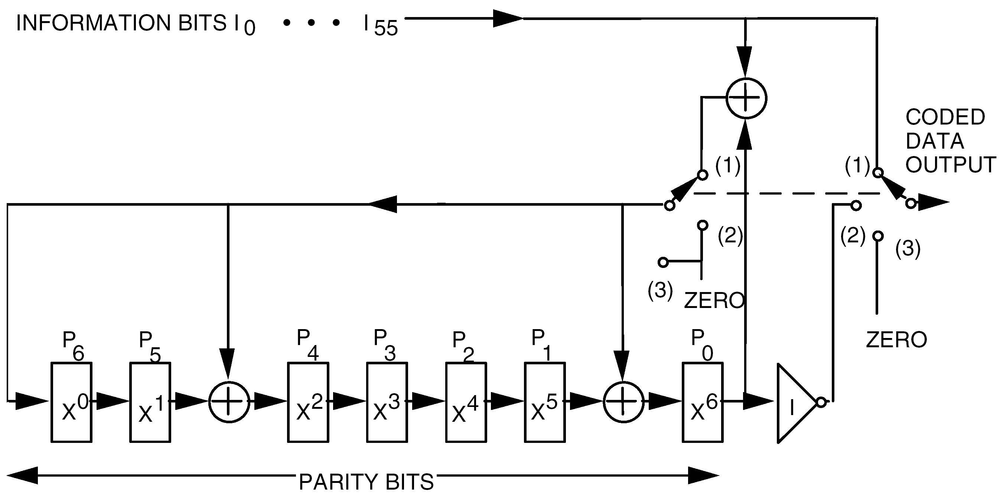 INFORMATION BITS I0 • • • I55
CODED
DATA
OUTPUT
(1)
(1)
(2)
(2)
(3)
(3)
ZERO
ZERO
P6 P5 P4 P3 P2 P1 P0
X0 X1 X2 X3 X4 X5 X6 I
PARITY BITS